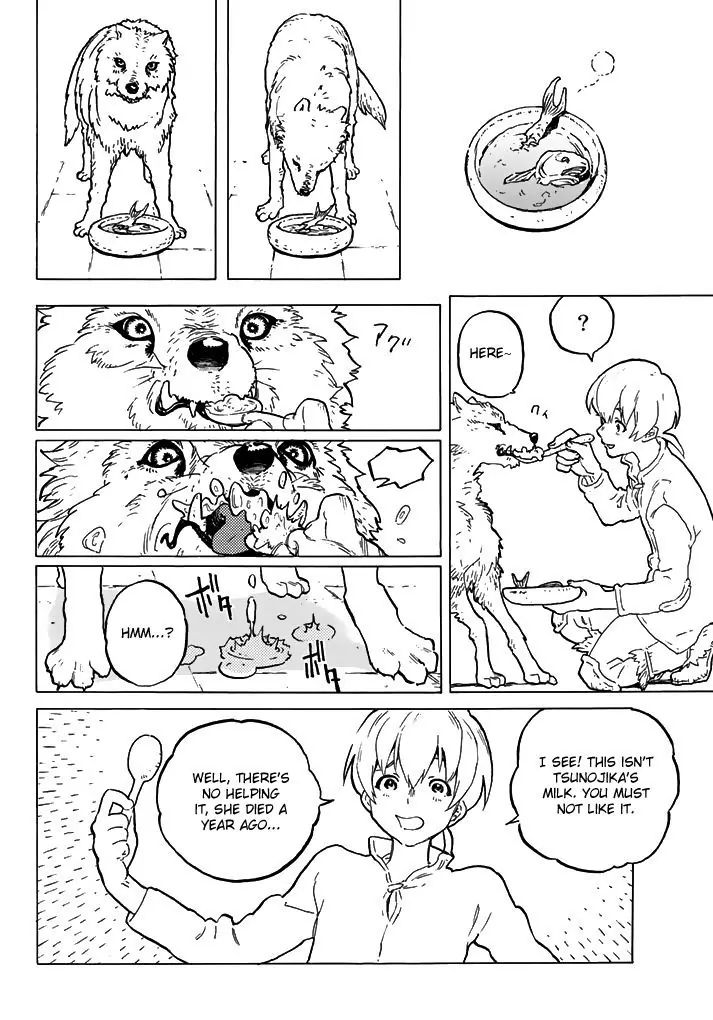 ?
HERE~
クイ
アグ
ボタ
ボタ
HMM...?
I SEE! THIS ISN'T
TSUNOJIKA'S
MILK. YOU MUST
NOT LIKE IT.
WELL, THERE'S
NO HELPING
IT, SHE DIED A
YEAR AGO...